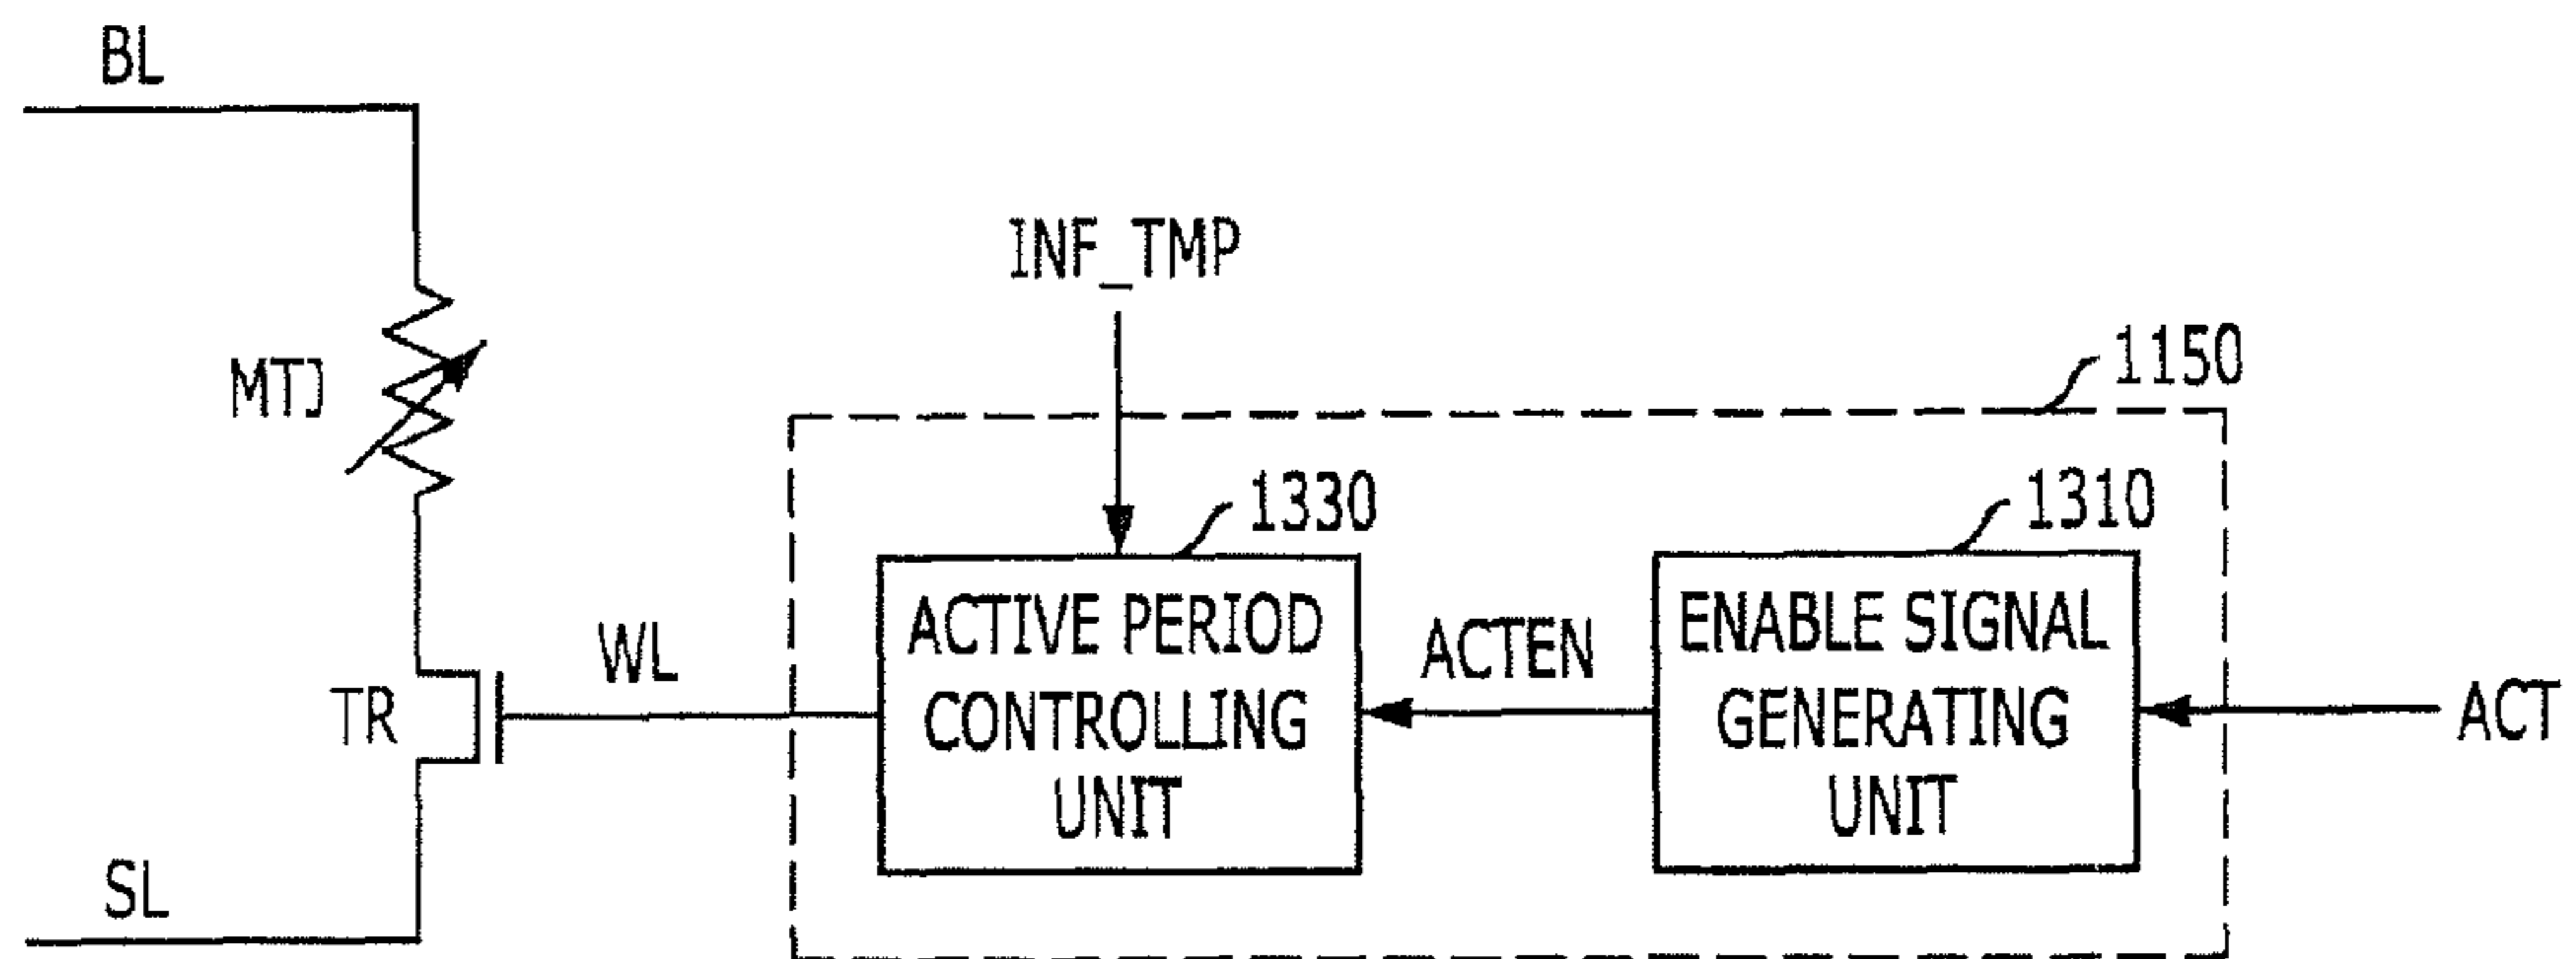 BL
INF_TMP
1150
MTJ
1330
1310
ACTIVE PERIOD
CONTROLLING
UNIT
ENABLE SIGNAL
GENERATING
UNIT
WL
ACTEN
TR
ACT
SL